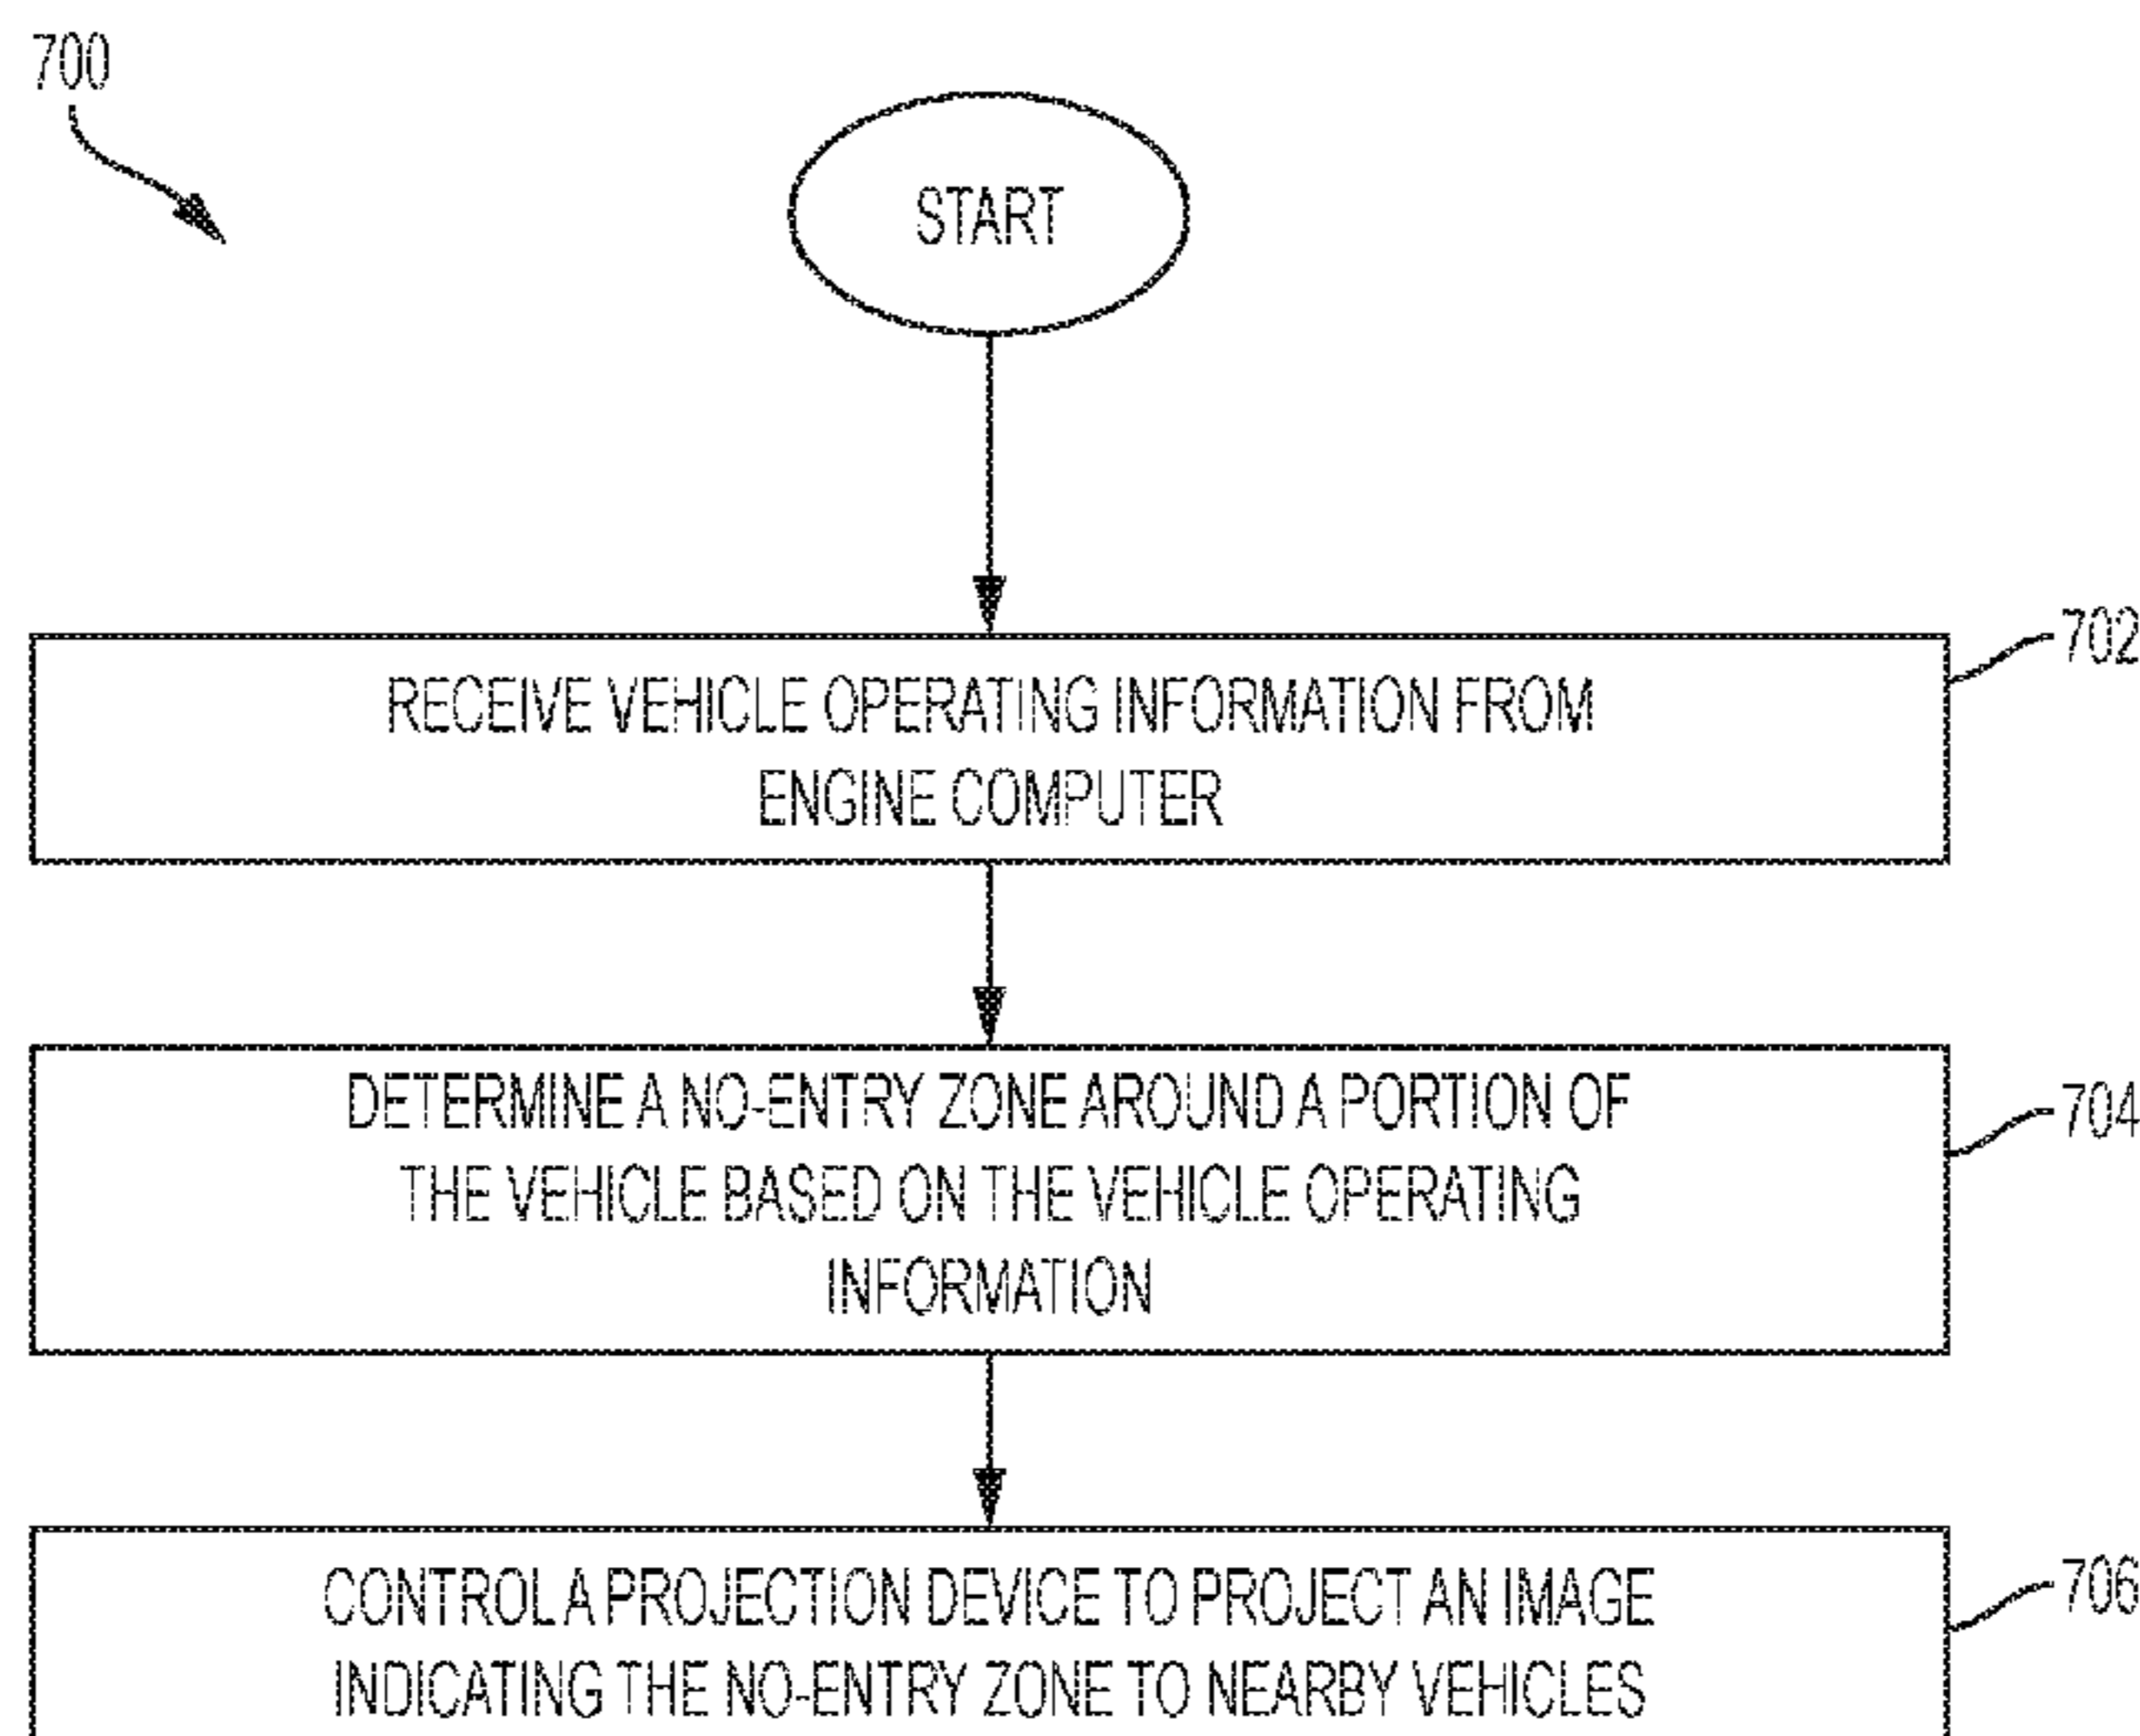 700
START
702
RECEIVE VEHICLE OPERATING INFORMATION FROM
ENGINE COMPUTER
704
DETERMINE A NO-ENTRY ZONE AROUND A PORTION OF
THE VEHICLE BASED ON THE VEHICLE OPERATING
INFORMATION
706
CONTROL A PROJECTION DEVICE TO PROJECT AN IMAGE
INDICATING THE NO-ENTRY ZONE TO NEARBY VEHICLES